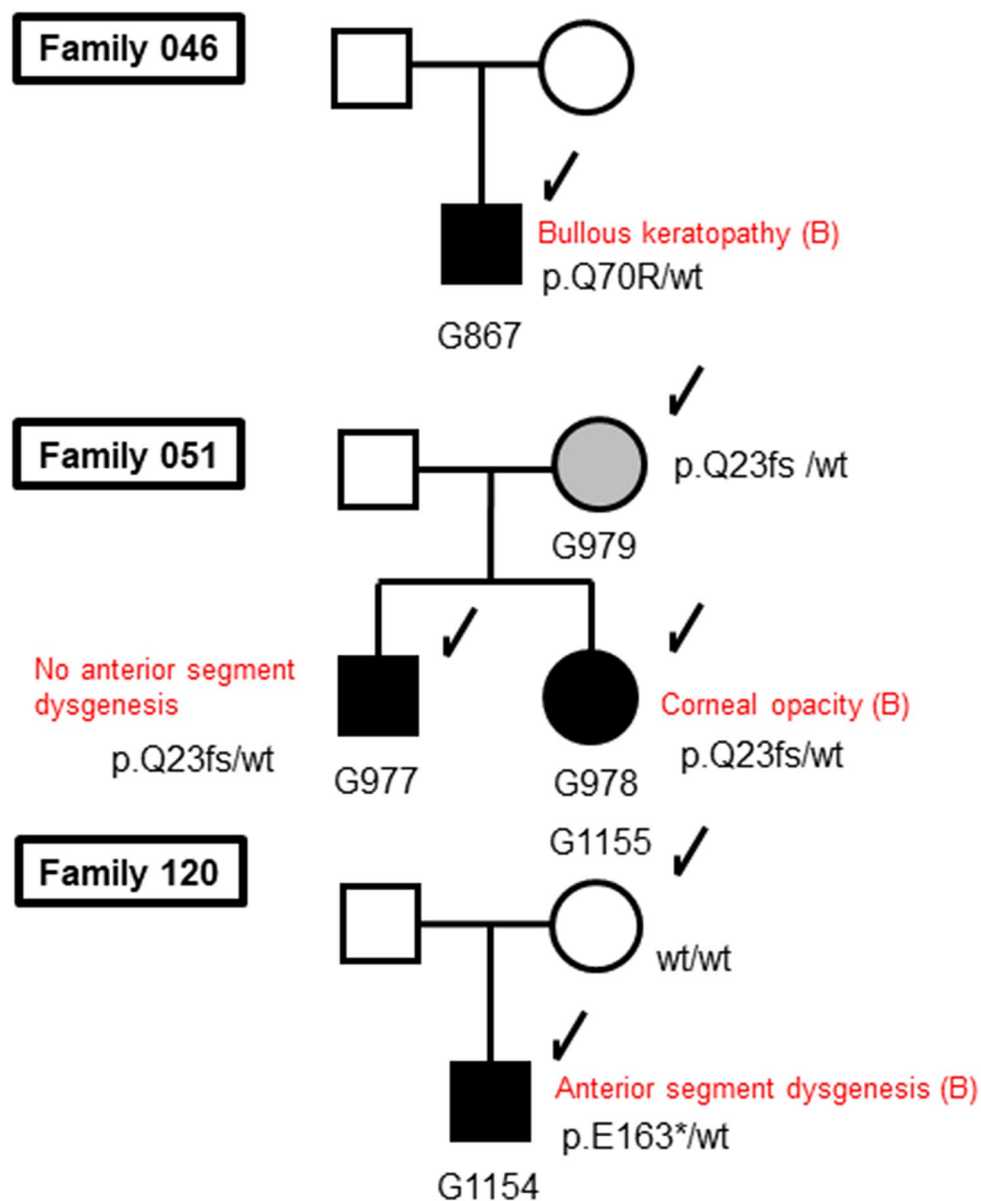 Family 046
Bullous keratopathy (B)
p.Q70R/wt
G867
Family 051
p.Q23fs /wt
G979
No anterior segment
dysgenesis
Corneal opacity (B)
p.Q23fs/wt
p.Q23fs/wt
G977
G978
G1155
Family 120
wt/wt
Anterior segment dysgenesis (B)
p.E163*/wt
G1154